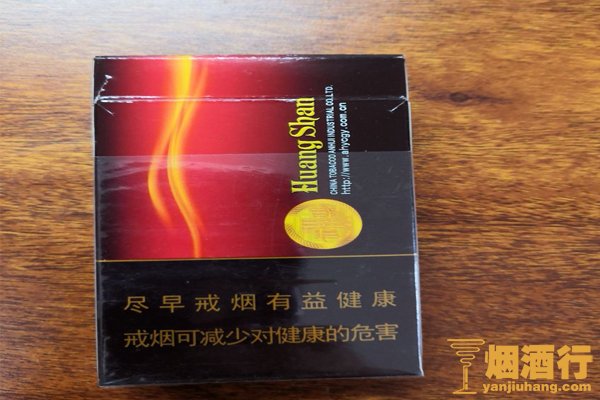 Huang Shan
CHINA TOBACCO ANHUI INDUSTRIAL CO.,LTD.
http://www.ahycgy.com.cn
尽早戒烟有益健康
戒烟可减少对健康的危害
烟酒行
yanjiuhang.com